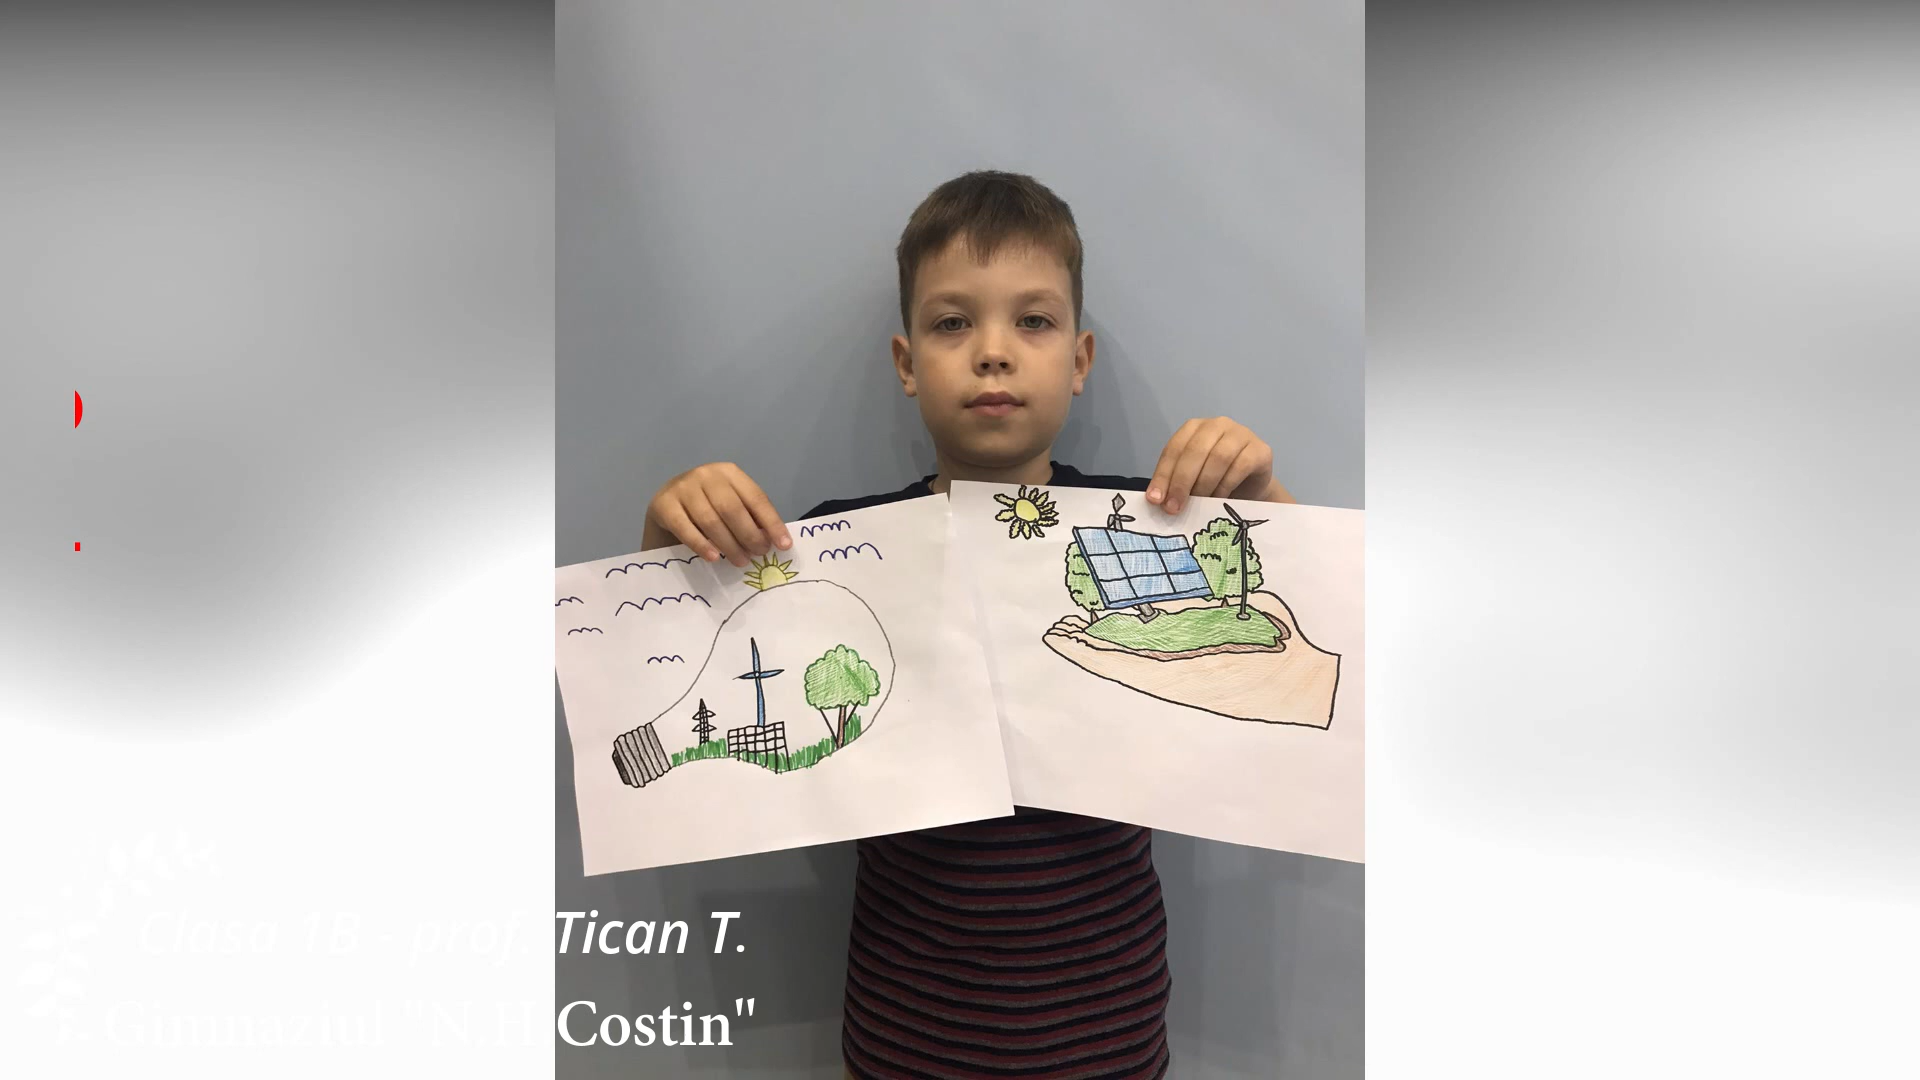 Clasa 1B - prof. Tican T.
Gimnaziul "N.H Costin"